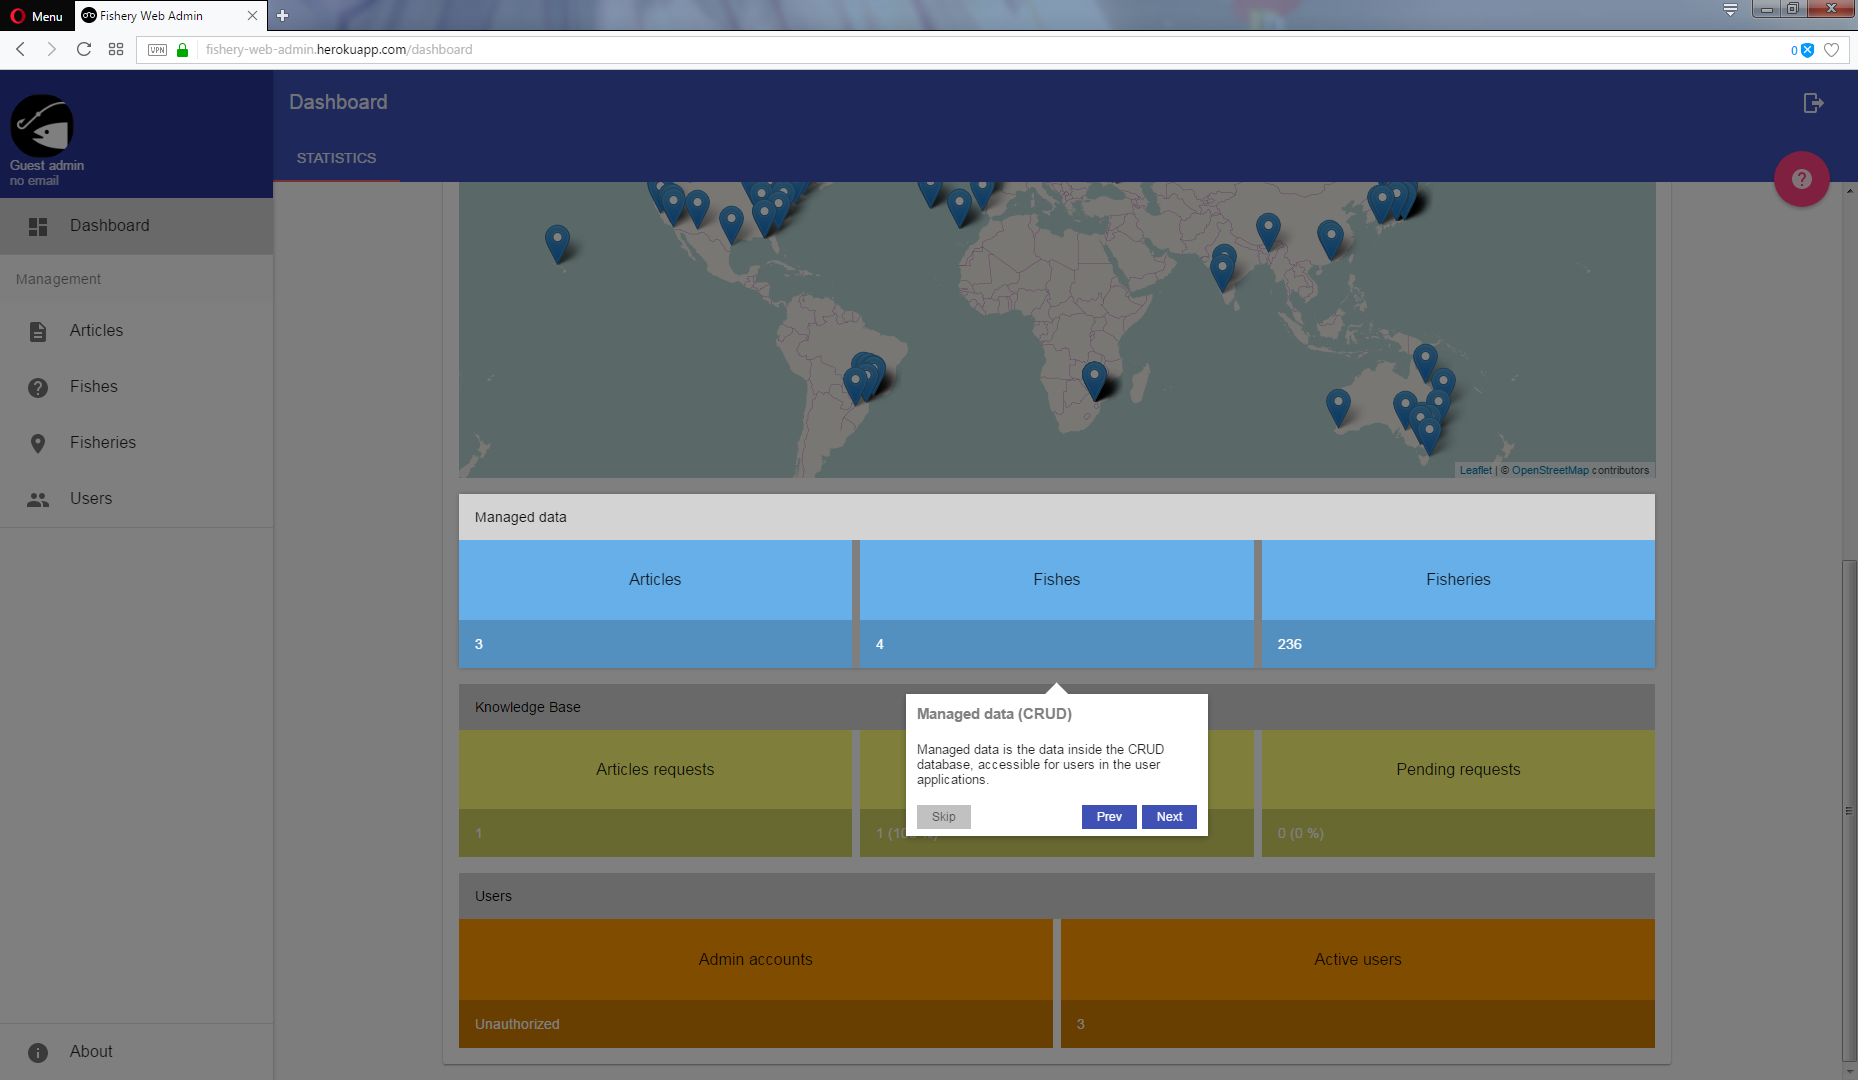 Menu
Fishery Web Admin
VPN
fishery-web-admin.herokuapp.com/dashboard
0
Guest admin
no email
Dashboard
STATISTICS
Dashboard
Management
Articles
Fishes
Fisheries
Users
About
Leaflet | © OpenStreetMap contributors
Managed data
Articles
Fishes
Fisheries
3
4
236
Knowledge Base
Articles requests
Pending requests
1
1 (10
0 (0 %)
Managed data (CRUD)
Managed data is the data inside the CRUD
database, accessible for users in the user
applications.
Skip
Prev
Next
Users
Admin accounts
Active users
Unauthorized
3